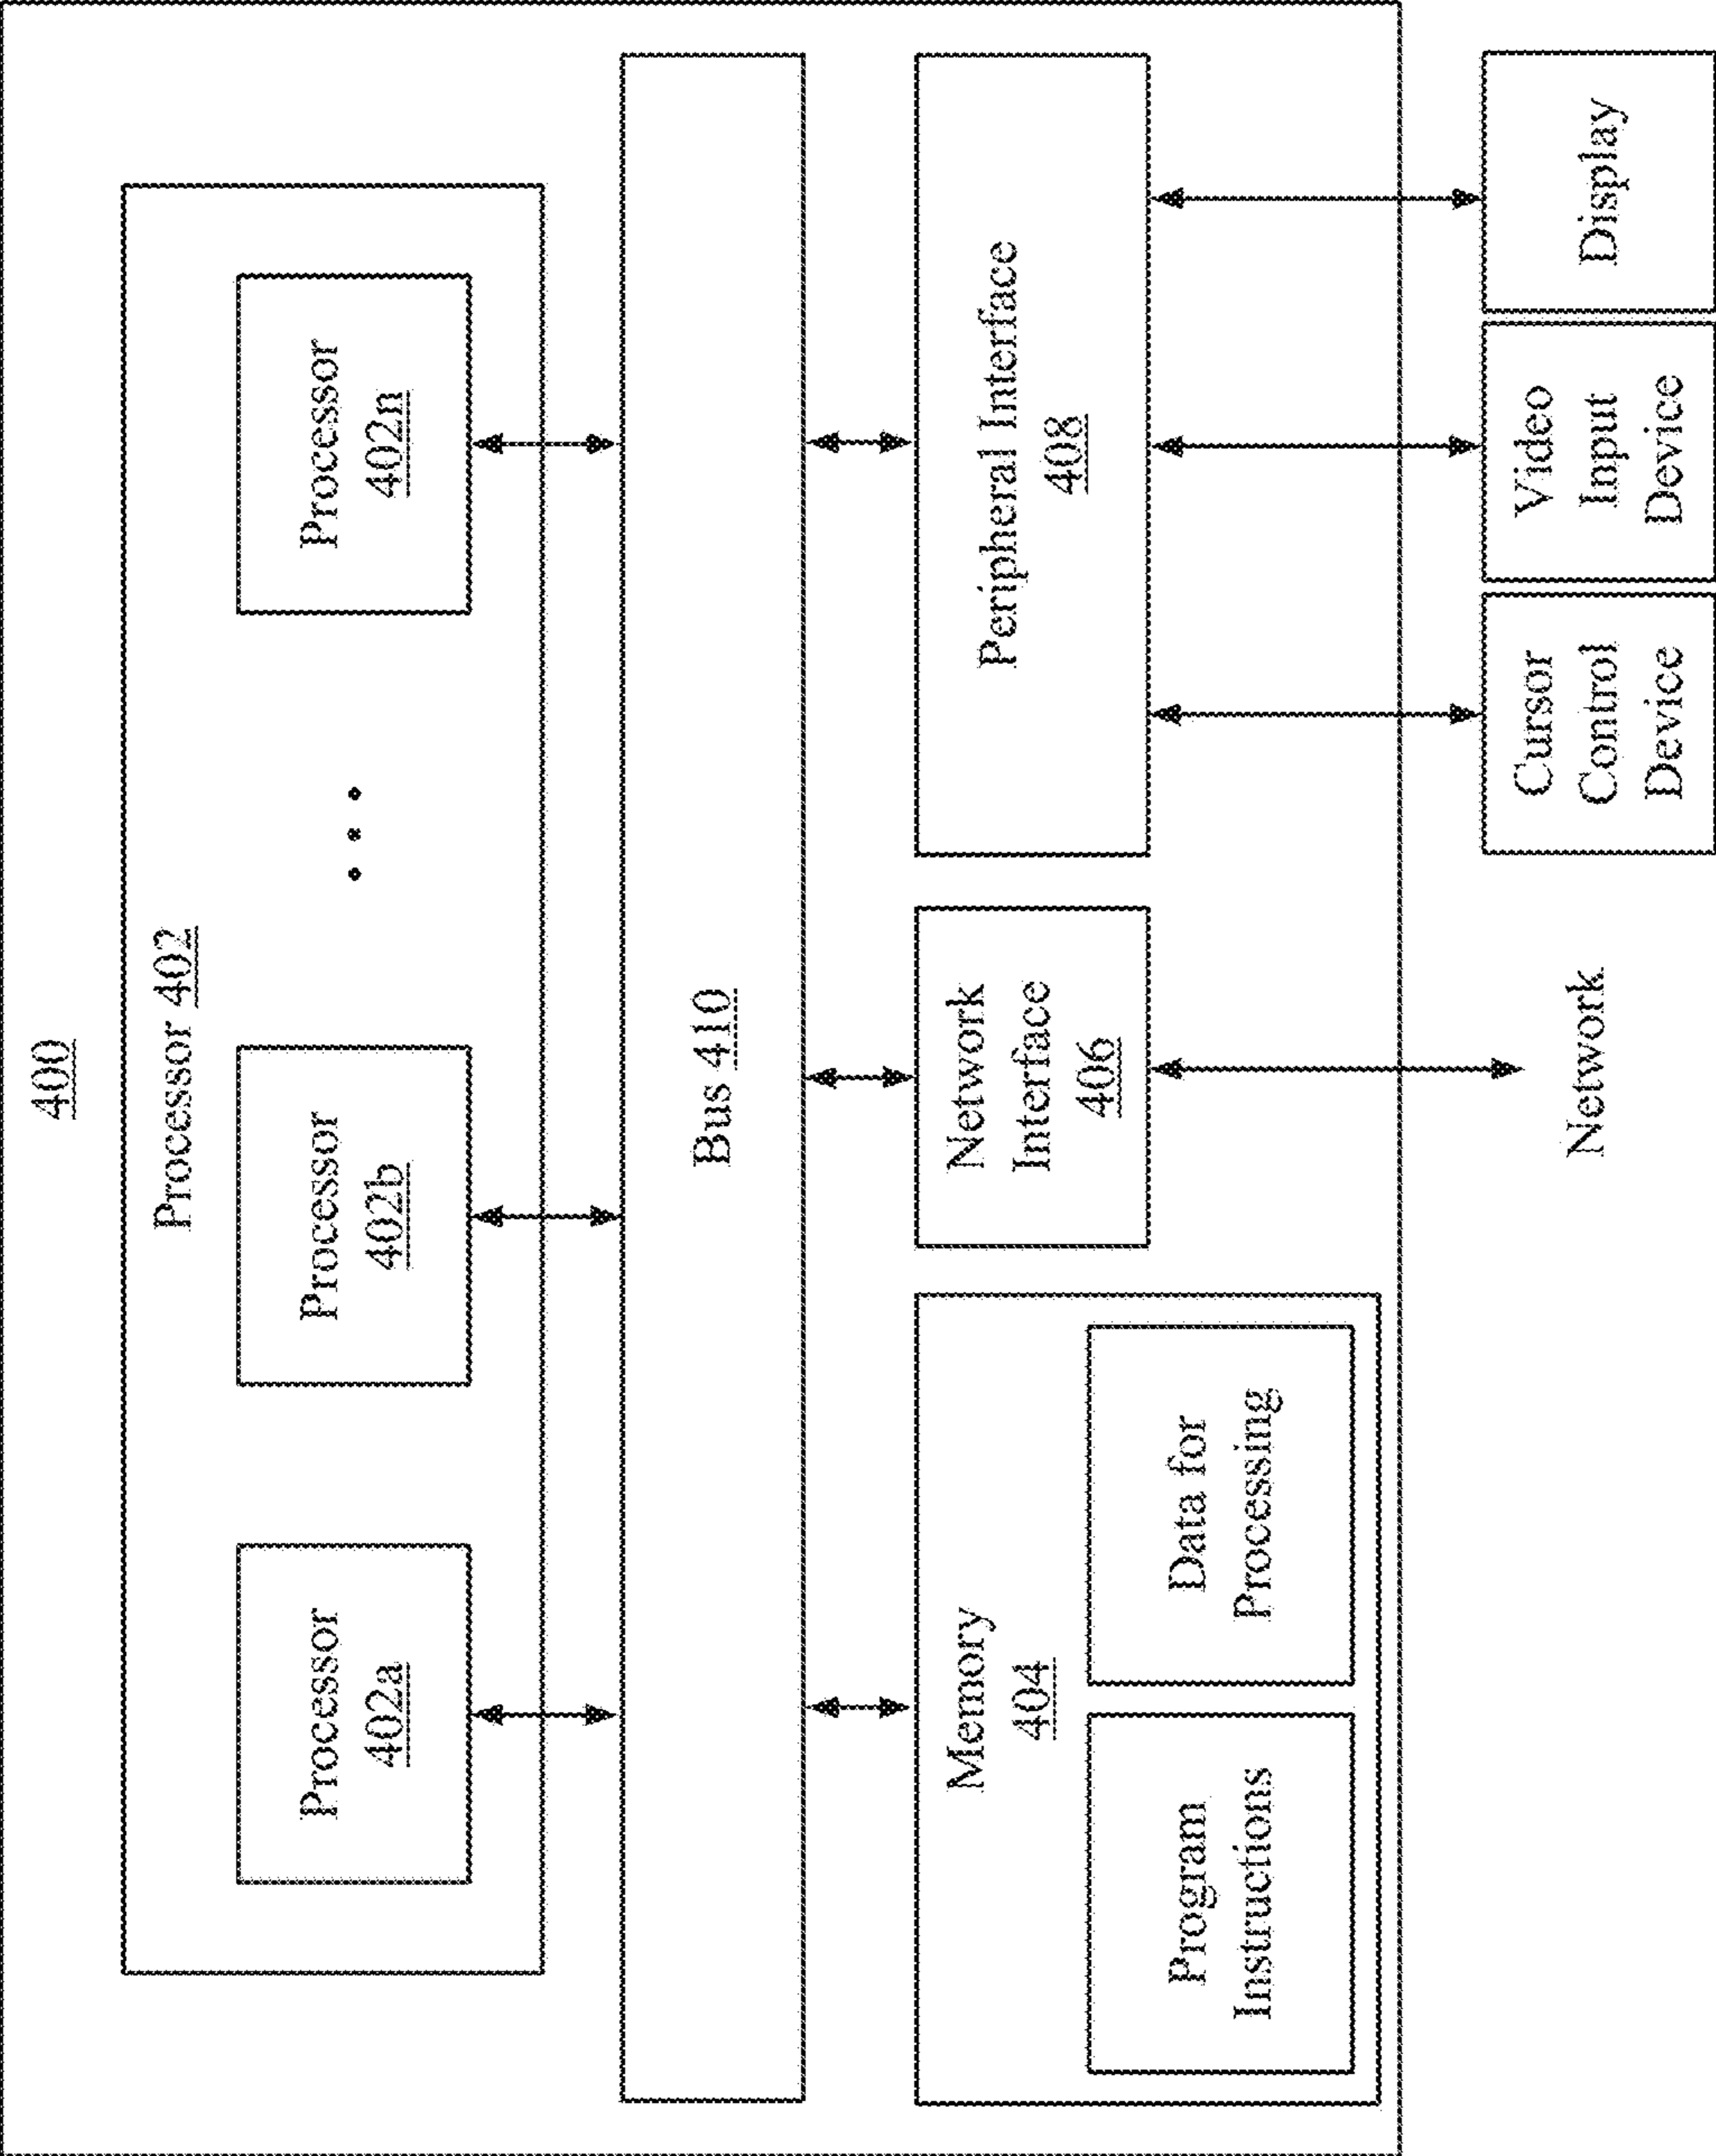 400
Processor 402
Processor
402a
Processor
402b
Processor
402n
Bus 410
Memory
404
Program
Instructions
Data for
Processing
Network
Interface
406
Peripheral Interface
408
Network
Cursor
Control
Device
Video
Input
Device
Display